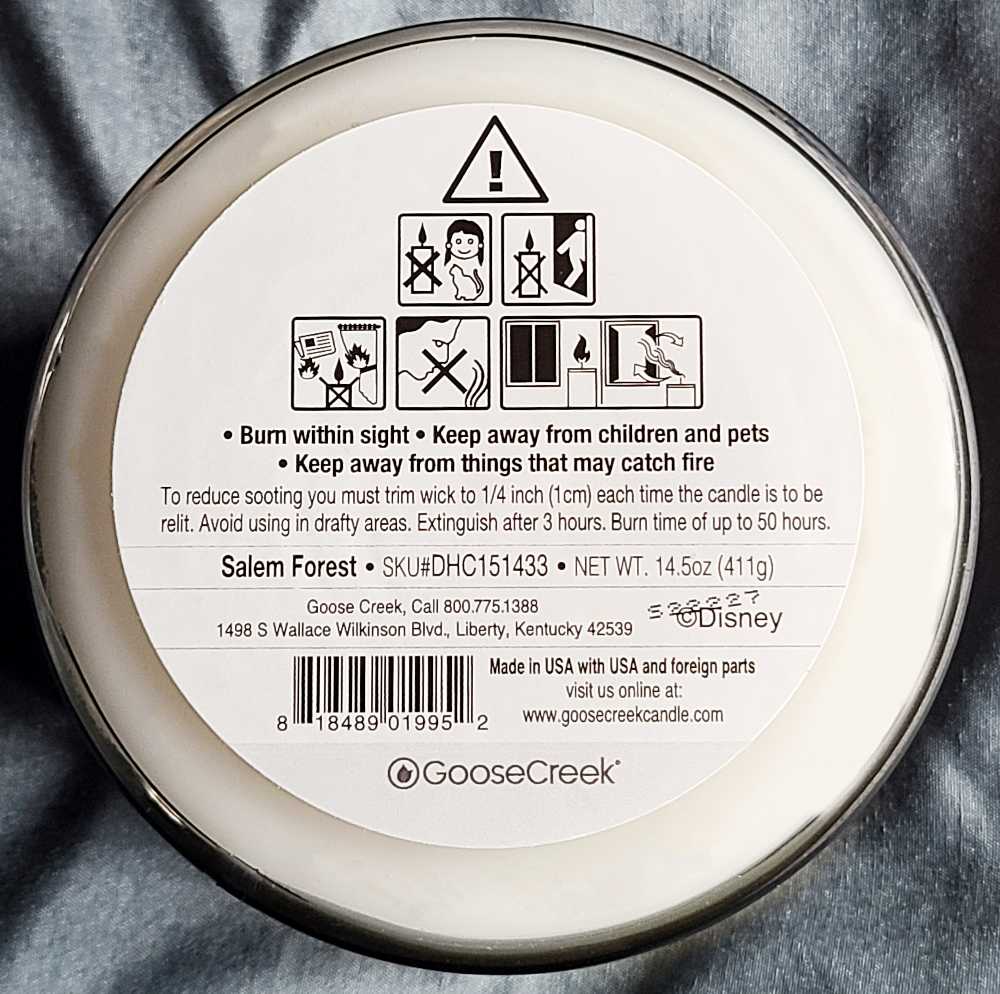 !
• Burn within sight • Keep away from children and pets
• Keep away from things that may catch fire
To reduce sooting you must trim wick to 1/4 inch (1cm) each time the candle is to be
relit. Avoid using in drafty areas. Extinguish after 3 hours. Burn time of up to 50 hours.
Salem Forest • SKU#DHC151433 • NET WT. 14.5oz (411g)
Goose Creek, Call 800.775.1388
1498 S Wallace Wilkinson Blvd., Liberty, Kentucky 42539
©Disney
Made in USA with USA and foreign parts
visit us online at:
www.goosecreekcandle.com
8 18489 01995 2
GooseCreek®